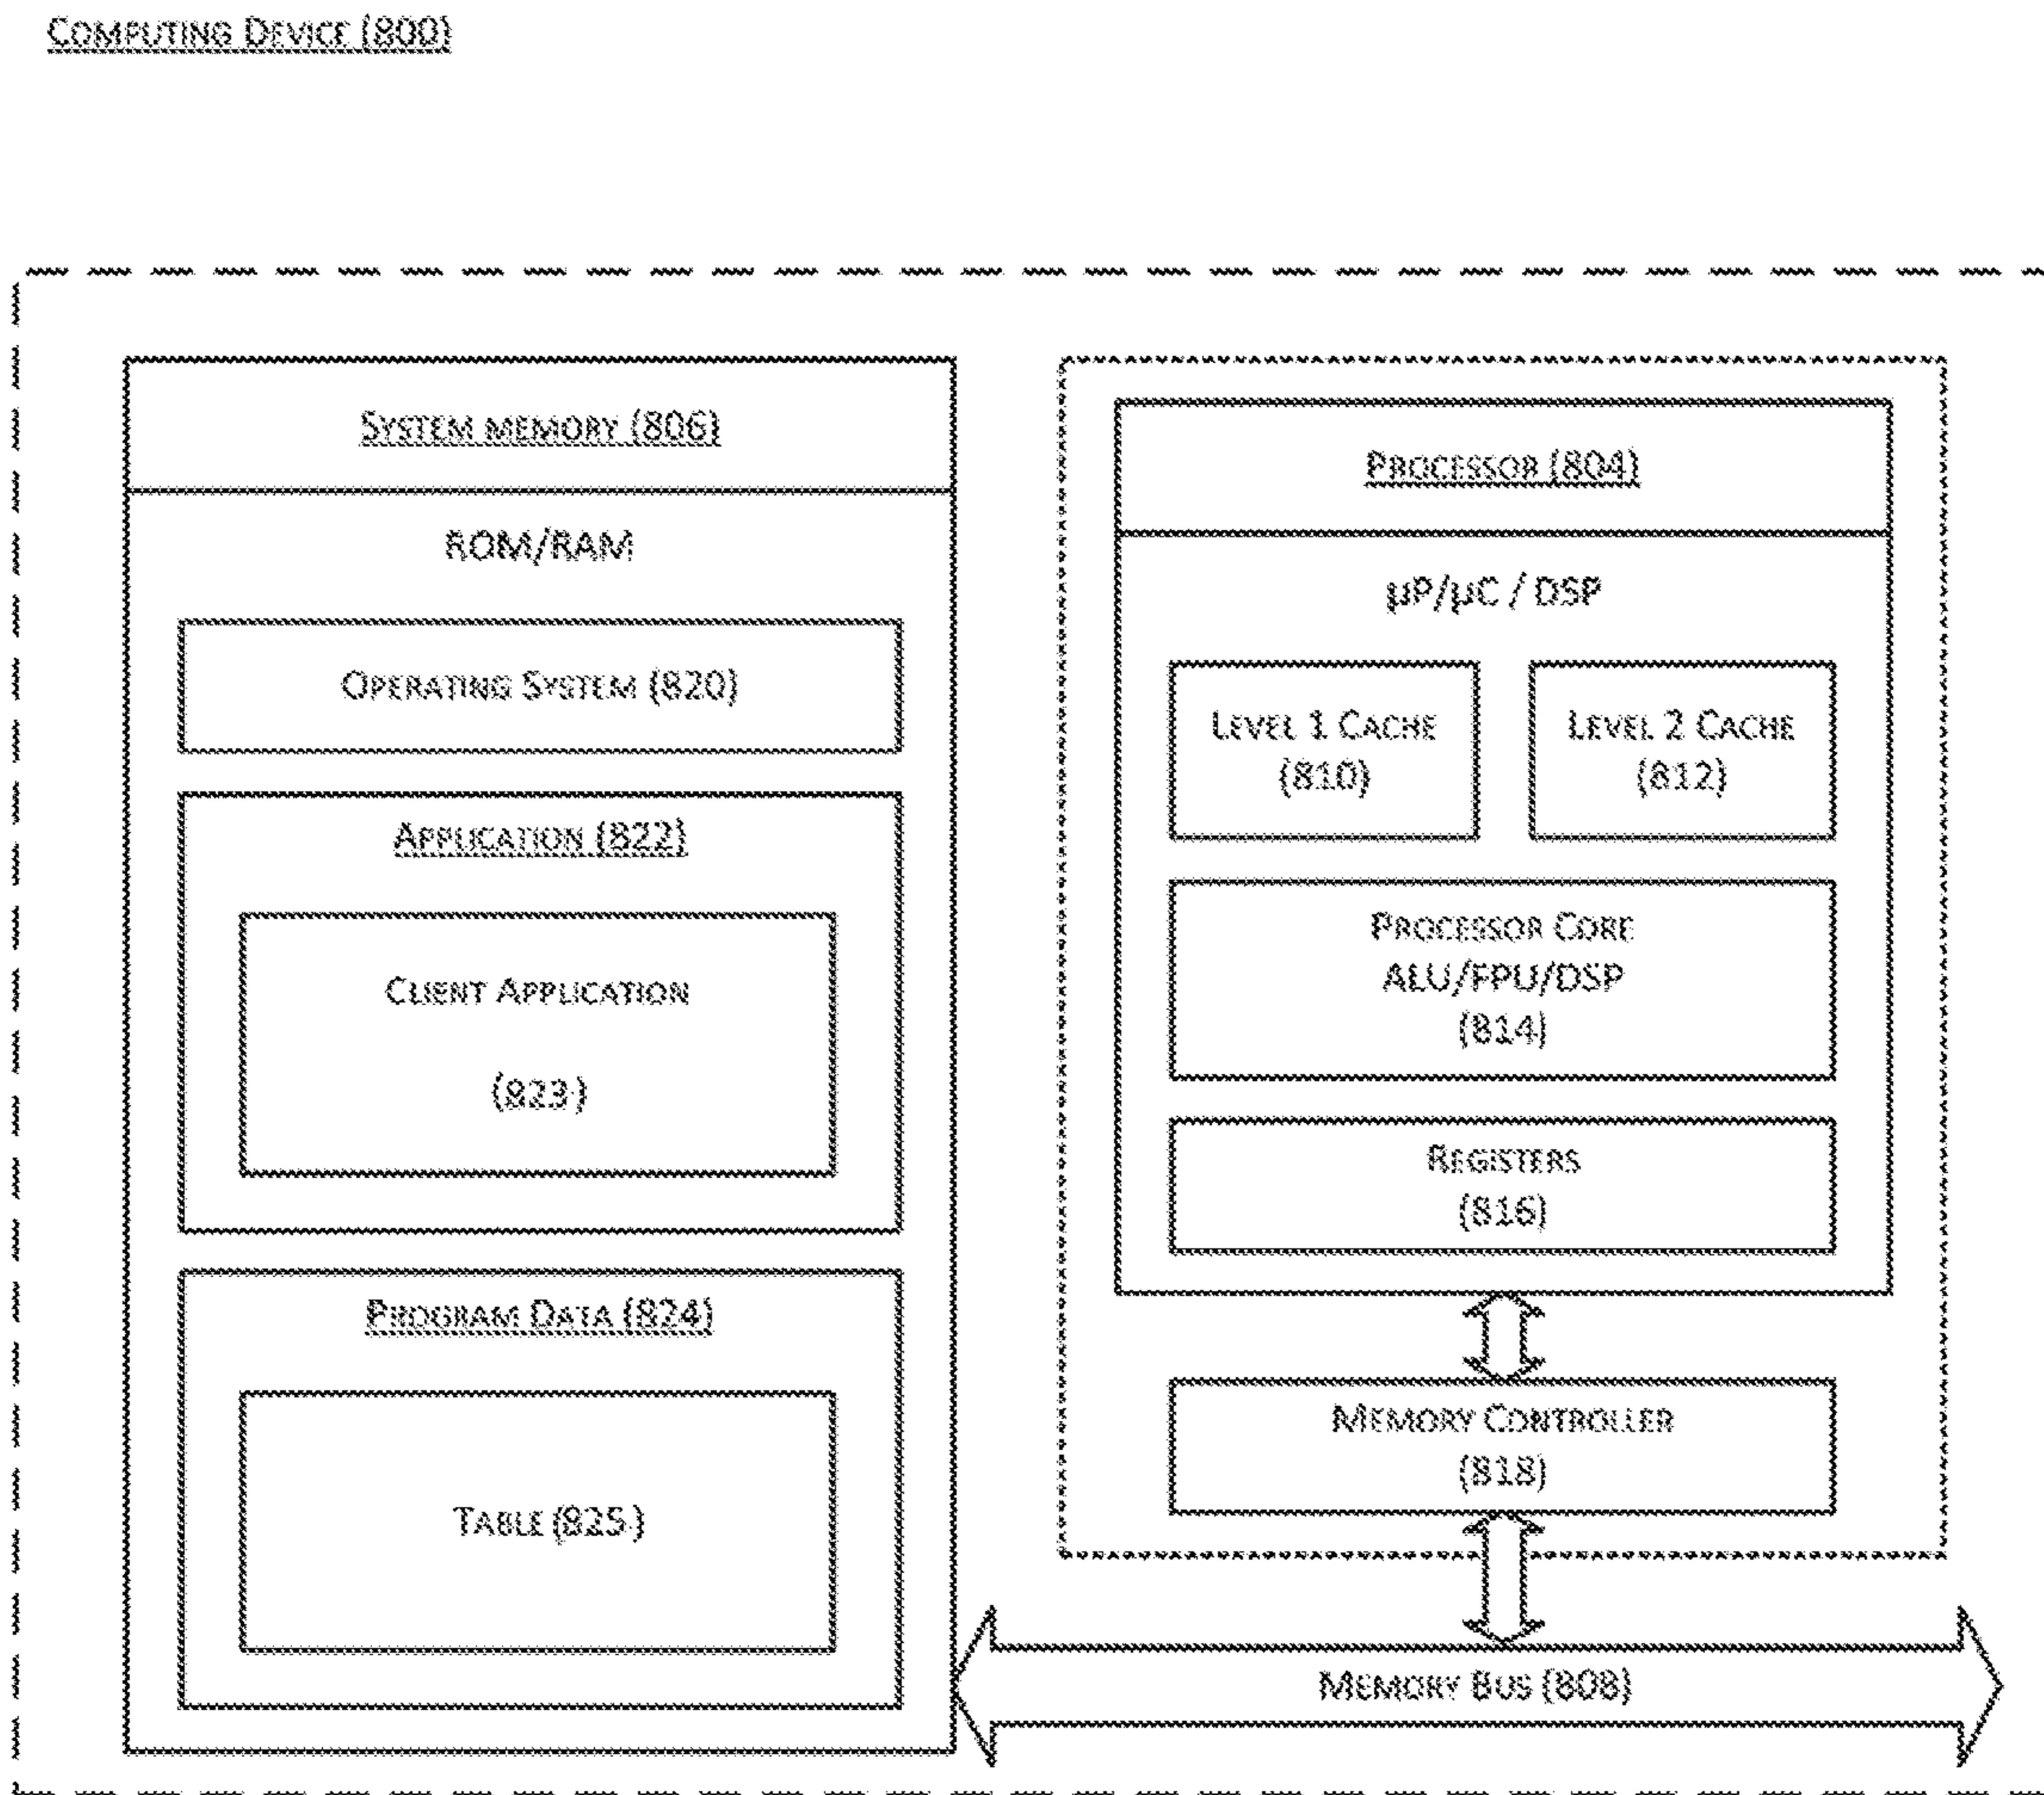 COMPUTING DEVICE (800)
SYSTEM MEMORY (806)
ROM/RAM
OPERATING SYSTEM (820)
APPLICATION (822)
CLIENT APPLICATION
(823)
PROGRAM DATA (824)
TABLE (825)
PROCESSOR (804)
µP/µC / DSP
LEVEL 1 CACHE
(810)
LEVEL 2 CACHE
(812)
PROCESSOR CORE
ALU/FPU/DSP
(814)
REGISTERS
(816)
MEMORY CONTROLLER
(818)
MEMORY BUS (808)